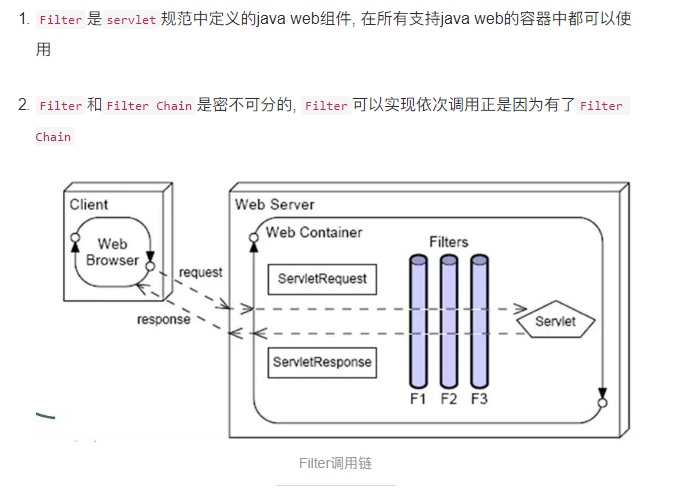 1. Filter 是 servlet 规范中定义的java web组件, 在所有支持java web的容器中都可以使
用
2. Filter 和 Filter Chain 是密不可分的, Filter 可以实现依次调用正是因为有了 Filter
Chain
Client
Web Server
Web Container
Web
Browser
Filters
request
ServletRequest
response
Servlet
ServletResponse
F1 F2 F3
Filter调用链